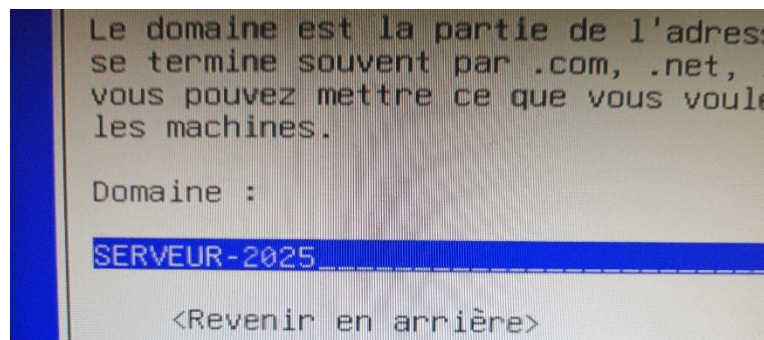 Le domaine est la partie de l'adress
se termine souvent par .com, .net,
vous pouvez mettre ce que vous voule
les machines.
Domaine :
SERVEUR-2025
<Revenir en arrière>